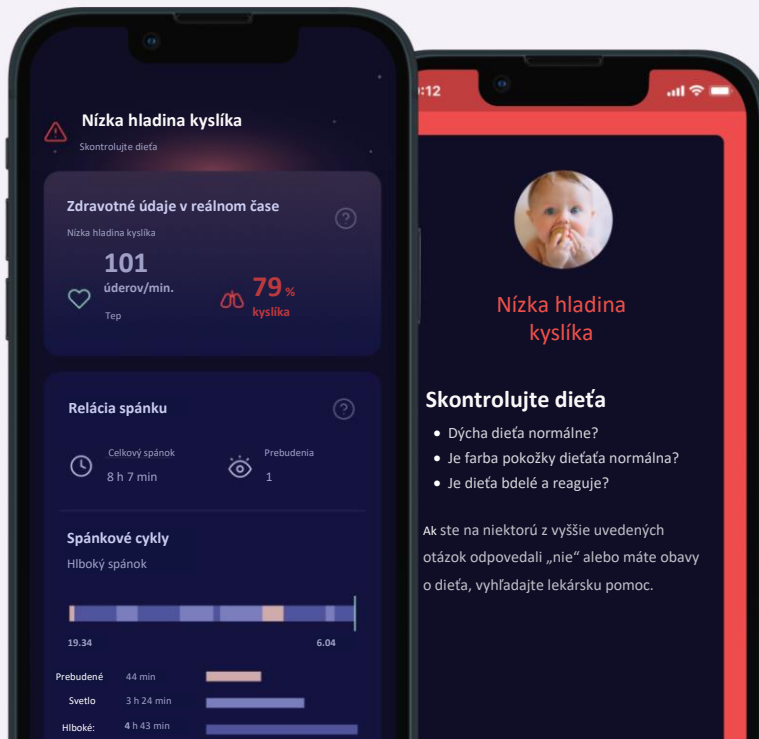 Nízka hladina kyslíka
Skontrolujte dieťa
Zdravotné údaje v reálnom čase
Nízka hladina kyslíka
101
úderov/min.
Tep
79 %
kyslíka
Relácia spánku
Celkový spánok
8 h 7 min
Prebudenia
1
Spánkové cykly
Hlboký spánok
19.34 6.04
Prebudené 44 min
Svetlo 3 h 24 min
Hlboké: 4 h 43 min
:12
Nízka hladina
kyslíka
Skontrolujte dieťa
• Dýcha dieťa normálne?
• Je farba pokožky dieťaťa normálna?
• Je dieťa bdelé a reaguje?
Ak ste na niektorú z vyššie uvedených
otázok odpovedali „nie“ alebo máte obavy
o dieťa, vyhľadajte lekársku pomoc.